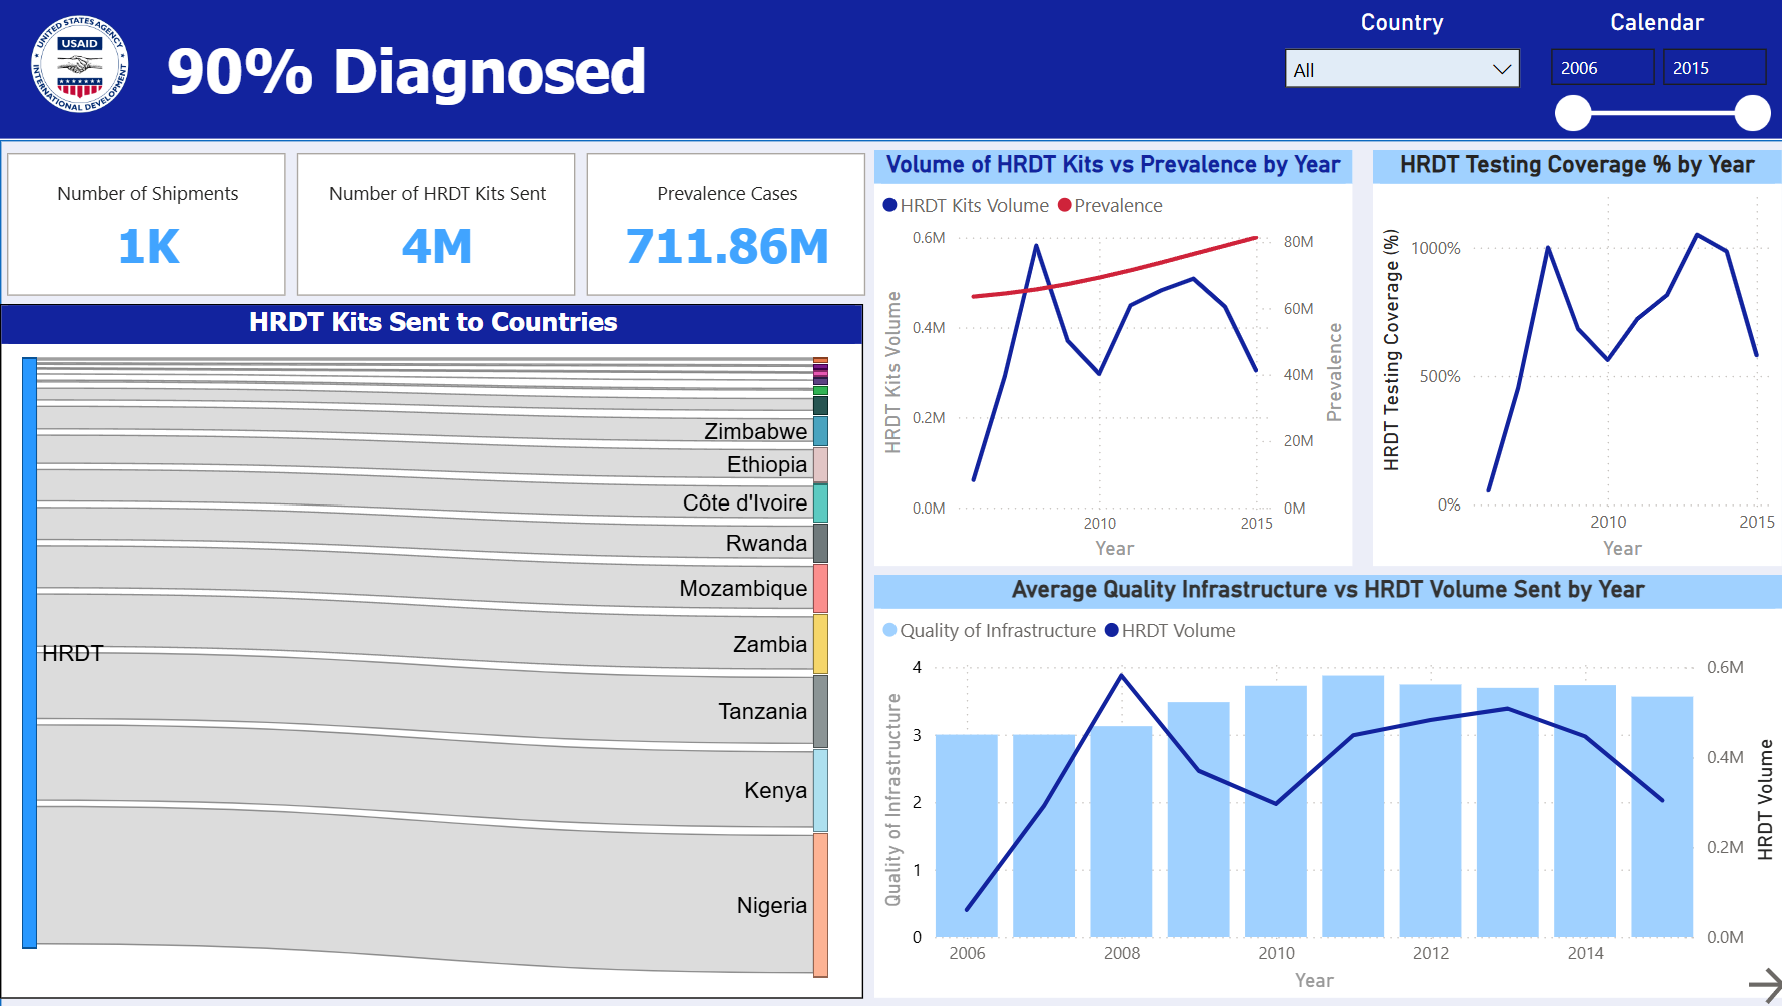 UNITED STATES AGENCY
USAID
INTERNATIONAL DEVELOPMENT
90% Diagnosed
Country
All
Calendar
2006
2015
Number of Shipments
1K
Number of HRDT Kits Sent
4M
Prevalence Cases
711.86M
HRDT Kits Sent to Countries
HRDT
Zimbabwe
Ethiopia
Côte d'Ivoire
Rwanda
Mozambique
Zambia
Tanzania
Kenya
Nigeria
Volume of HRDT Kits vs Prevalence by Year
HRDT Kits Volume
Prevalence
HRDT Kits Volume
0.6M
0.4M
0.2M
0.0M
80M
60M
40M
20M
0M
Prevalence
2010
2015
Year
HRDT Testing Coverage % by Year
HRDT Testing Coverage (%)
1000%
500%
0%
2010
2015
Year
Average Quality Infrastructure vs HRDT Volume Sent by Year
Quality of Infrastructure
HRDT Volume
Quality of Infrastructure
4
3
2
1
0
0.6M
0.4M
0.2M
0.0M
HRDT Volume
2006
2008
2010
2012
2014
Year